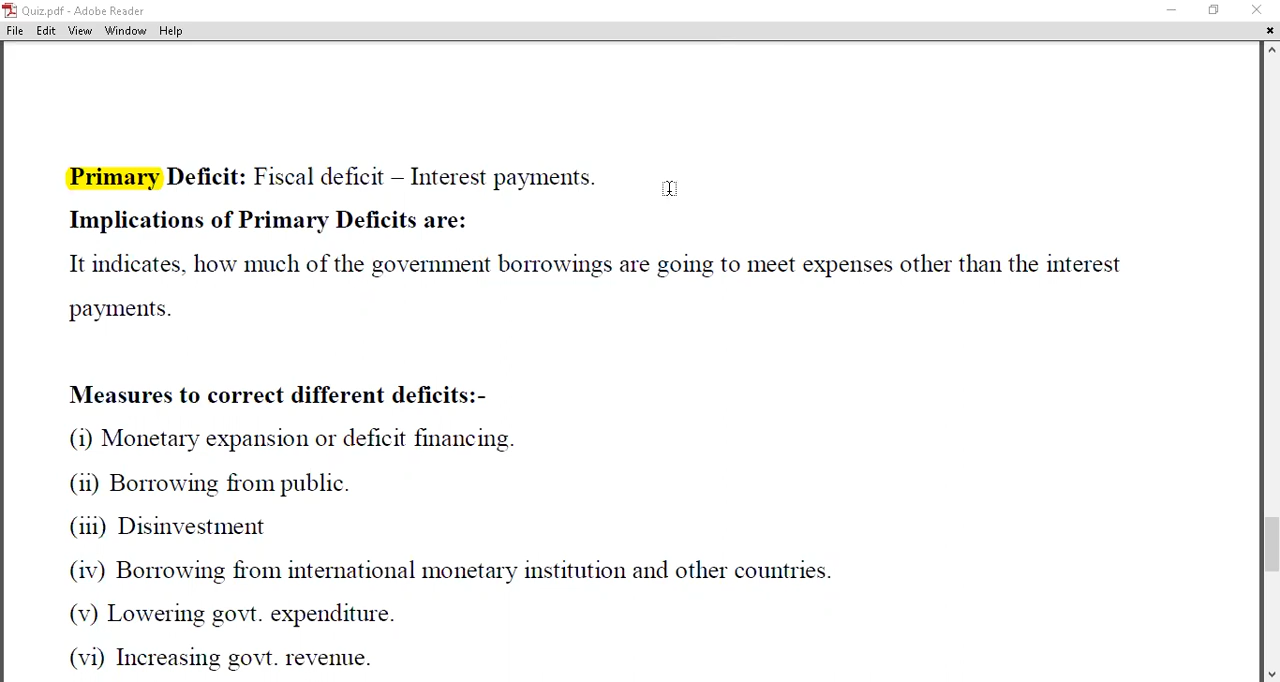 Quiz.pdf - Adobe Reader
File Edit View Window Help
Primary Deficit: Fiscal deficit – Interest payments.
Implications of Primary Deficits are:
It indicates, how much of the government borrowings are going to meet expenses other than the interest
payments.
Measures to correct different deficits:-
(i) Monetary expansion or deficit financing.
(ii) Borrowing from public.
(iii) Disinvestment
(iv) Borrowing from international monetary institution and other countries.
(v) Lowering govt. expenditure.
(vi) Increasing govt. revenue.